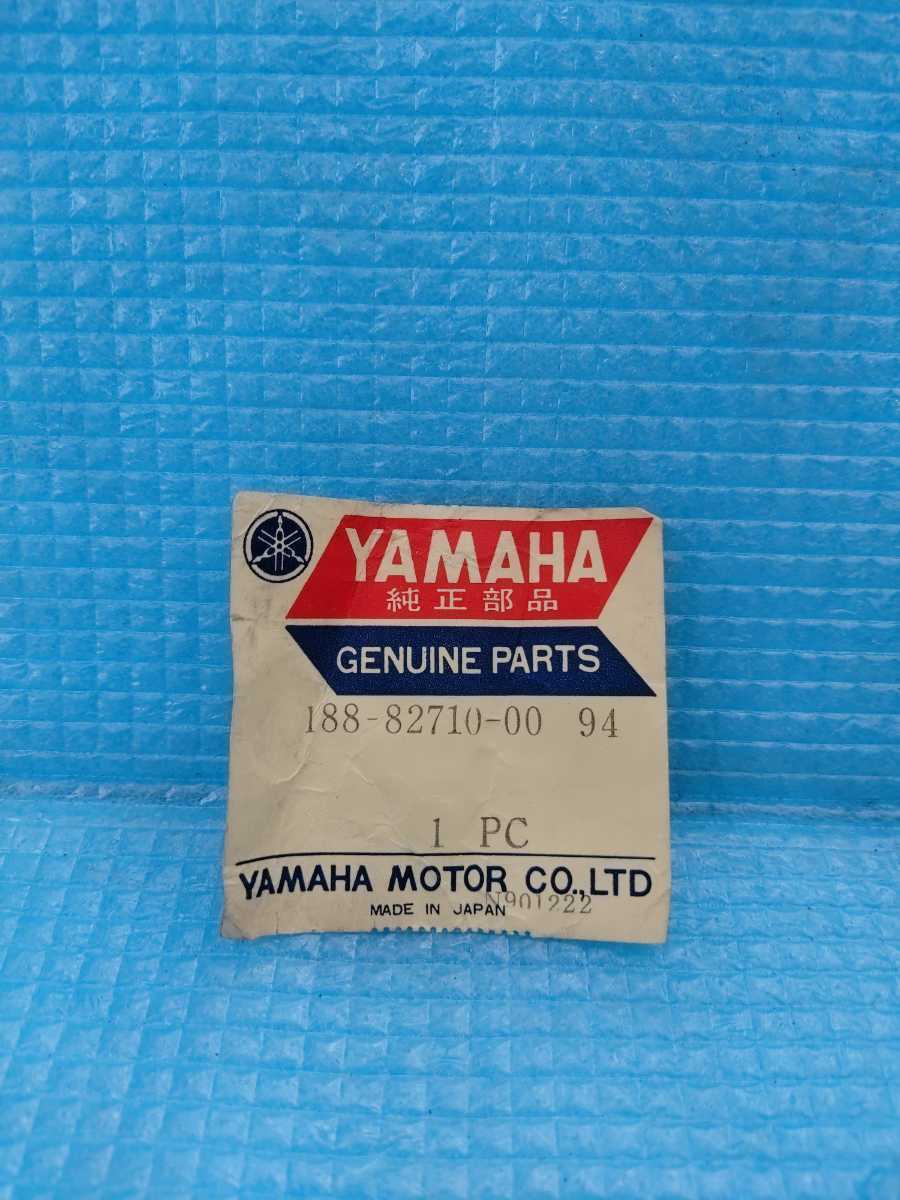 YAMAHA
純正部品
GENUINE PARTS
188-82710-00 94
1 PC
YAMAHA MOTOR CO.,LTD
MADE IN JAPAN
N901222